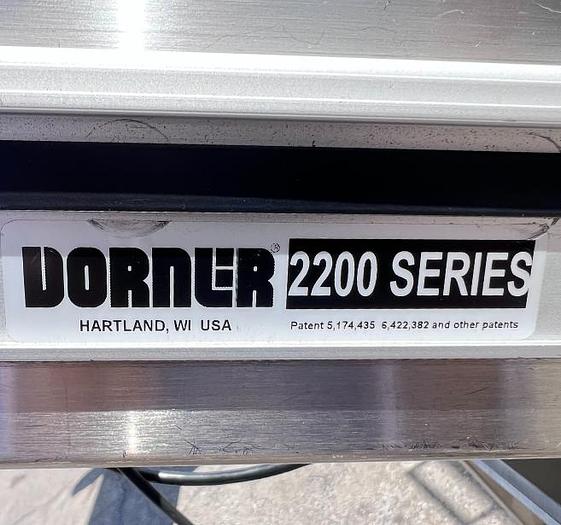 DORNER® 2200 SERIES
HARTLAND, WI USA Patent 5,174,435 6,422,382 and other patents